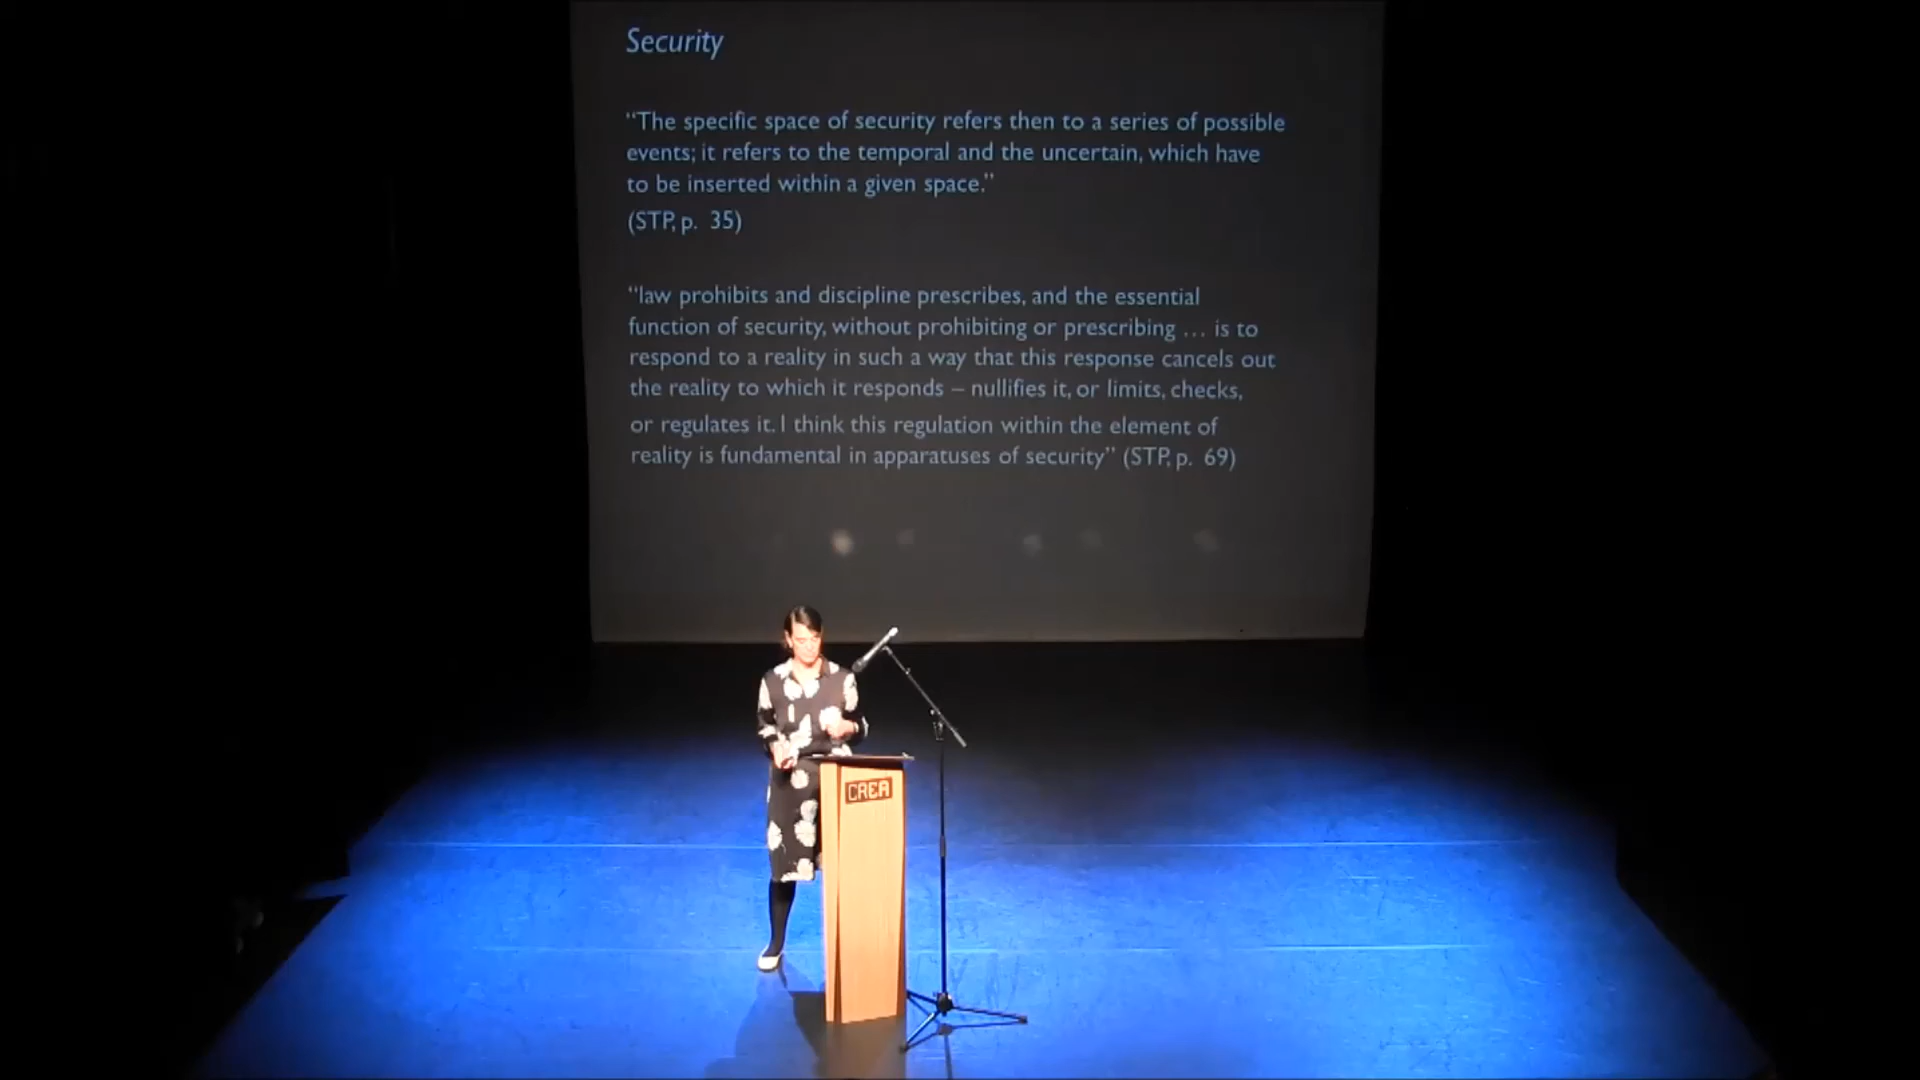 Security
“The specific space of security refers then to a series of possible
events; it refers to the temporal and the uncertain, which have
to be inserted within a given space.”
(STP, p. 35)
“law prohibits and discipline prescribes, and the essential
function of security, without prohibiting or prescribing … is to
respond to a reality in such a way that this response cancels out
the reality to which it responds – nullifies it, or limits, checks,
or regulates it. I think this regulation within the element of
reality is fundamental in apparatuses of security” (STP, p. 69)
CREA